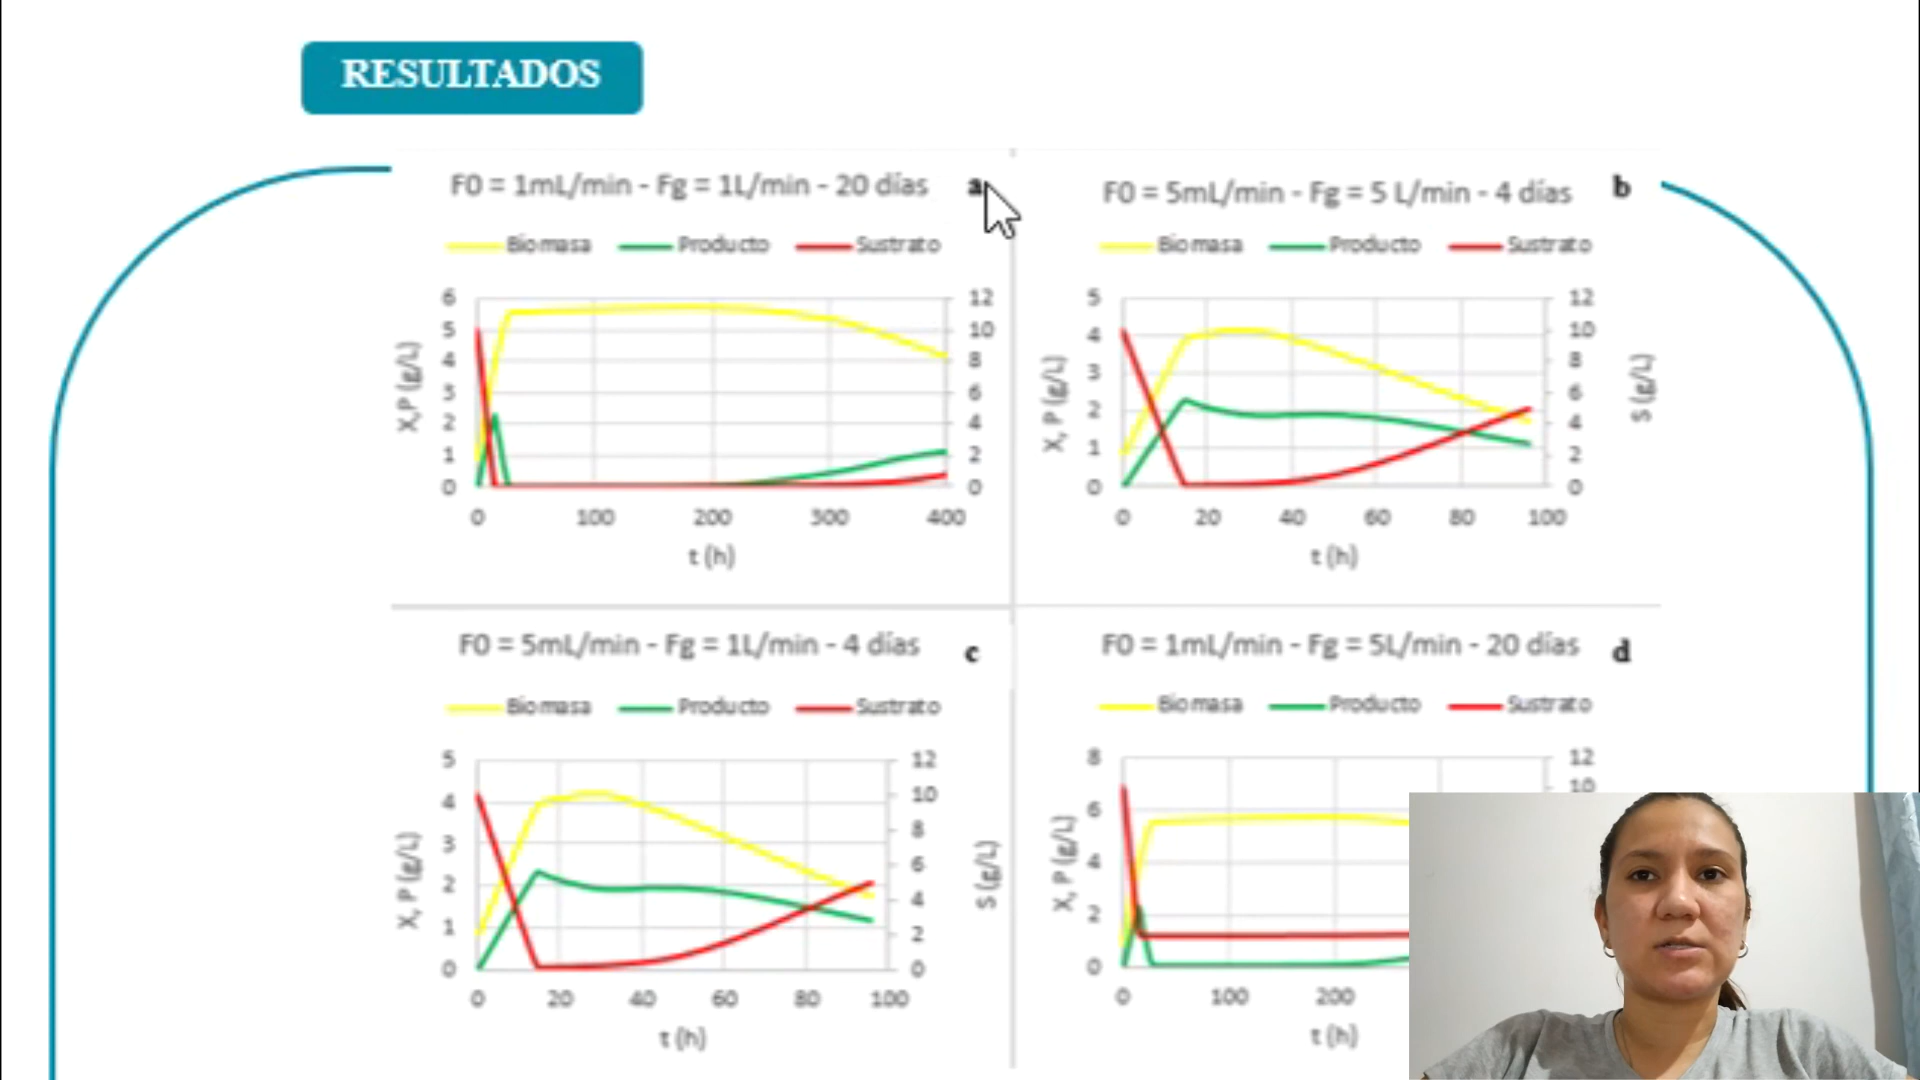 RESULTADOS
F0 = 1mL/min - Fg = 1L/min - 20 días
a
Biomasa Producto Sustrato
6 5 4 3 2 1 0
12 10 8 6 4 2 0
X,P (g/L)
0 100 200 300 400
t (h)
F0 = 5mL/min - Fg = 5 L/min - 4 días
b
Biomasa Producto Sustrato
5 4 3 2 1 0
12 10 8 6 4 2 0
X, P (g/L)
S (g/L)
0 20 40 60 80 100
t (h)
F0 = 5mL/min - Fg = 1L/min - 4 días
c
Biomasa Producto Sustrato
5 4 3 2 1 0
12 10 8 6 4 2 0
X, P (g/L)
S (g/L)
0 20 40 60 80 100
t (h)
F0 = 1mL/min - Fg = 5L/min - 20 días
d
Biomasa Producto Sustrato
8 6 4 2 0
12 10
X, P (g/L)
0 100 200
t (h)